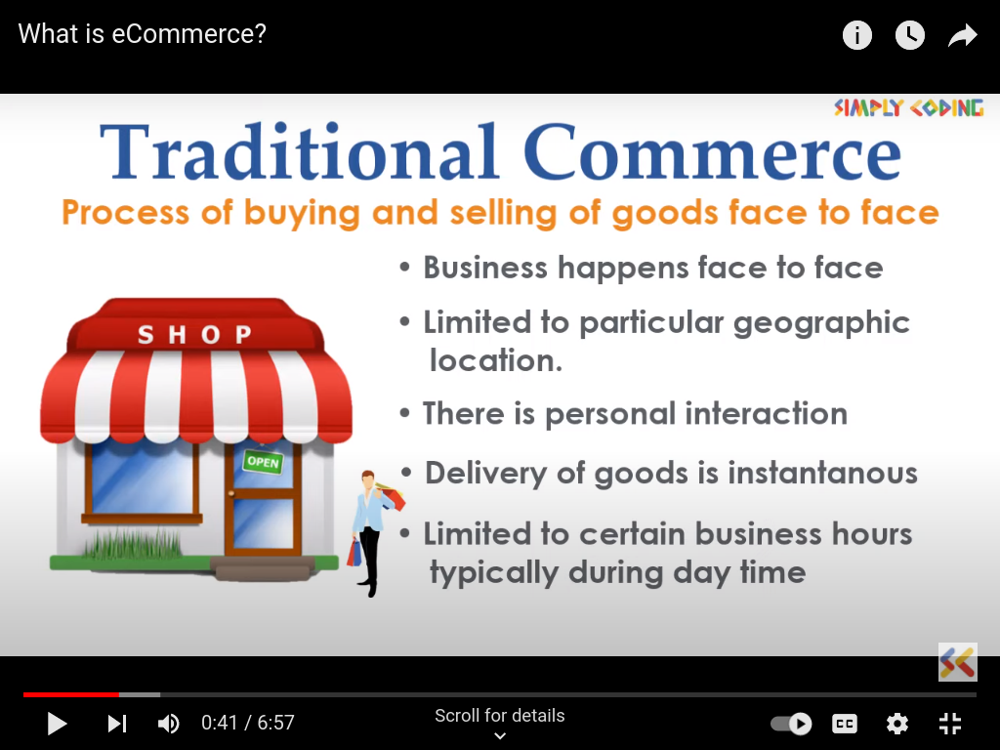 What is eCommerce?
SIMPLY CODING
Traditional Commerce
Process of buying and selling of goods face to face
• Business happens face to face
• Limited to particular geographic
location.
• There is personal interaction
• Delivery of goods is instantanous
• Limited to certain business hours
typically during day time
SHOP
OPEN
0:41 / 6:57
Scroll for details
CC